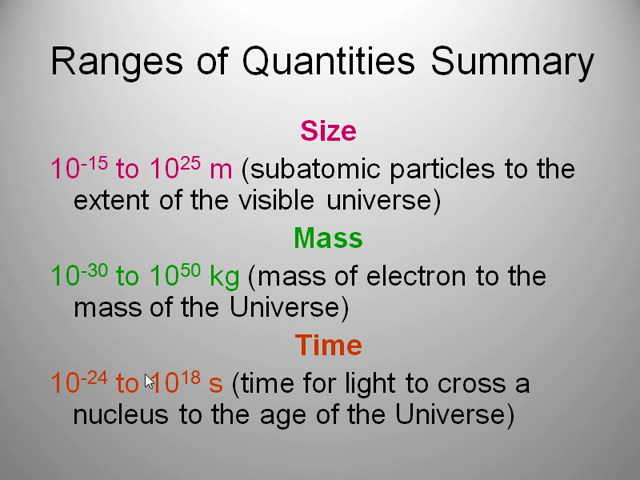 Ranges of Quantities Summary
Size
10⁻¹⁵ to 10²⁵ m (subatomic particles to the
extent of the visible universe)
Mass
10⁻³⁰ to 10⁵⁰ kg (mass of electron to the
mass of the Universe)
Time
10⁻²⁴ to 10¹⁸ s (time for light to cross a
nucleus to the age of the Universe)